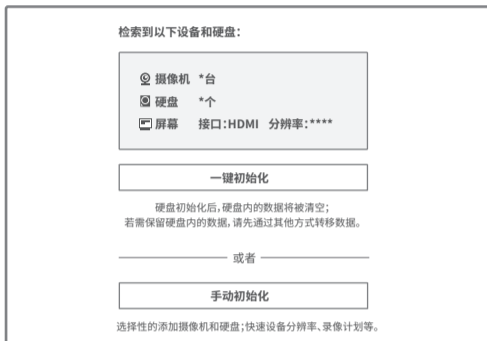 检索到以下设备和硬盘：
摄像机 *台
硬盘 *个
屏幕 接口：HDMI 分辨率：****
一键初始化
硬盘初始化后，硬盘内的数据将被清空；
若需保留硬盘内的数据，请先通过其他方式转移数据。
或者
手动初始化
选择性的添加摄像机和硬盘；快速设备分辨率、录像计划等。